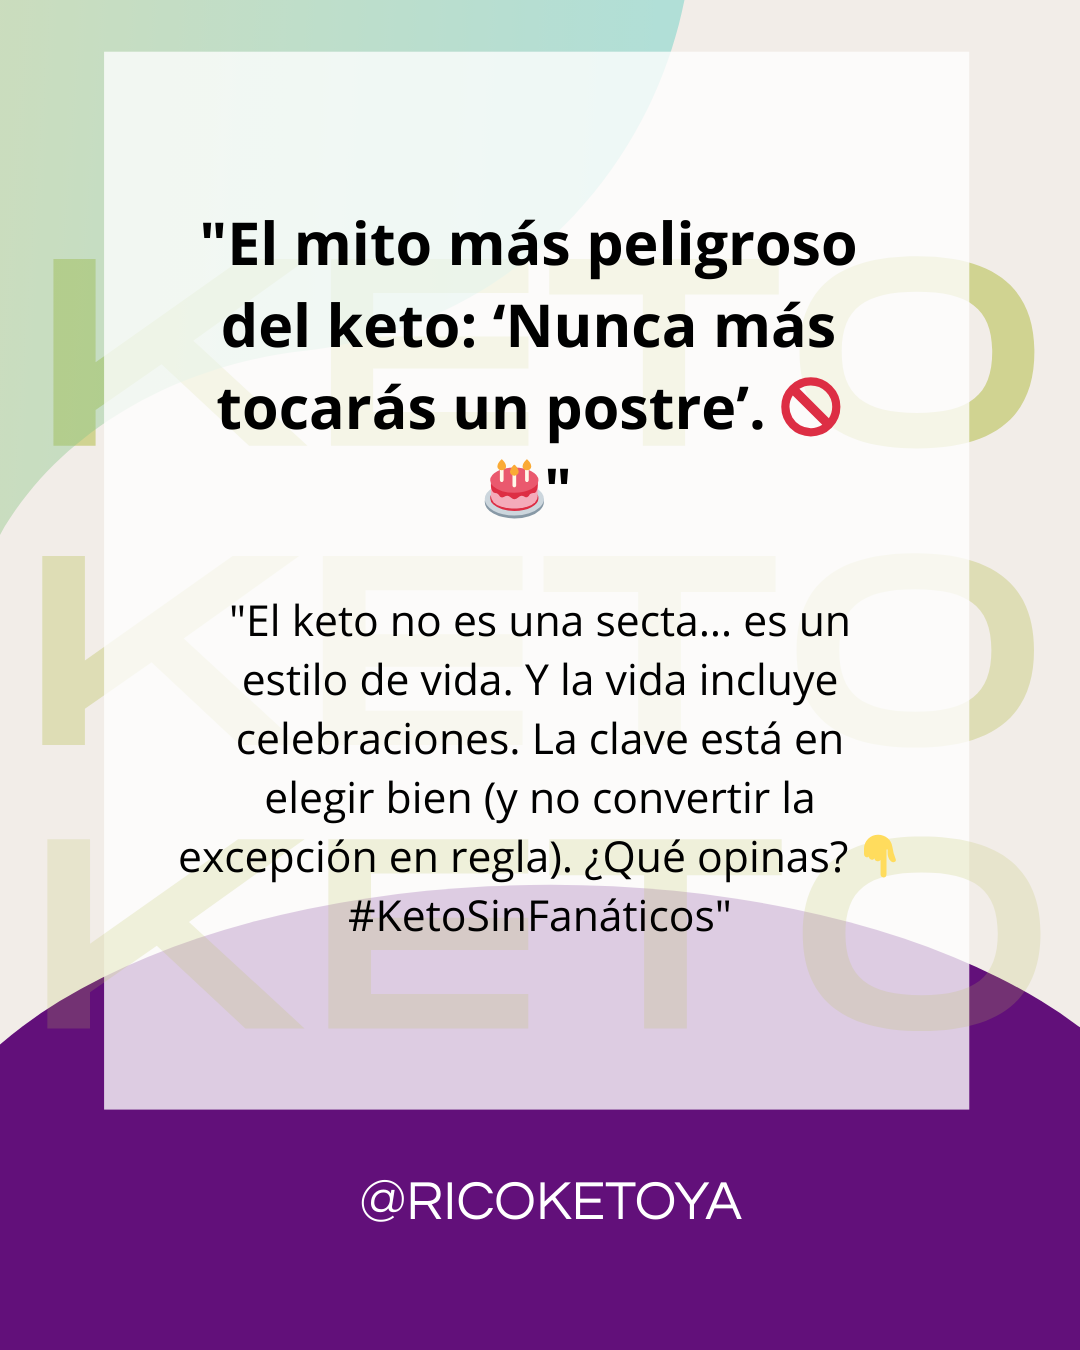 "El mito más peligroso
del keto: ‘Nunca más
tocarás un postre’. 🚫
🎂"
"El keto no es una secta... es un
estilo de vida. Y la vida incluye
celebraciones. La clave está en
elegir bien (y no convertir la
excepción en regla). ¿Qué opinas? 👇
#KetoSinFanáticos"
KETO
KETO
KETO
@RICOKETOYA